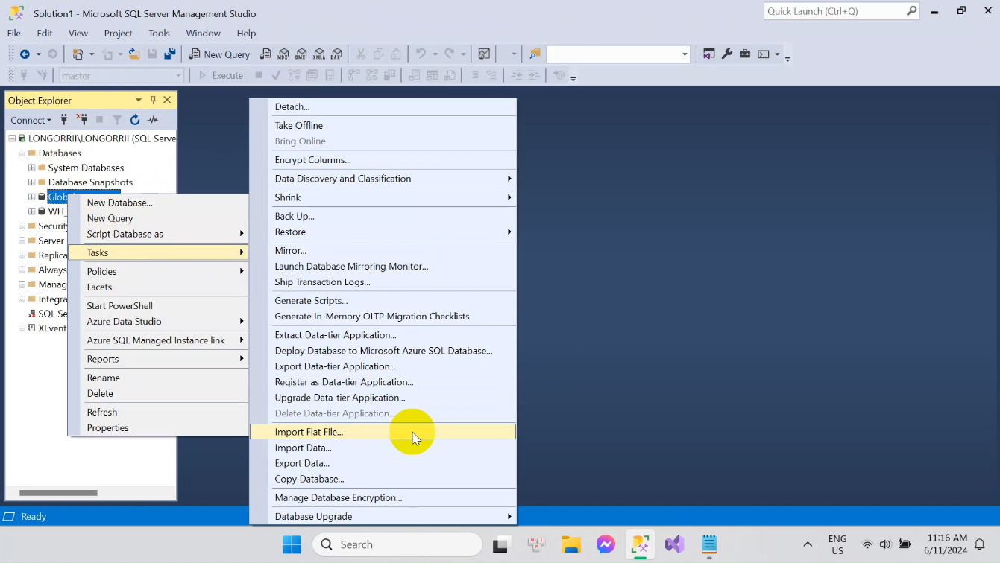 Solution1 - Microsoft SQL Server Management Studio
Quick Launch (Ctrl+Q)
File Edit View Project Tools Window Help
New Query MDX DMX XMLA DAX
master Execute
Object Explorer
Connect
LONGORRII\LONGORRII (SQL Serve
Databases
System Databases
Database Snapshots
Glob
WH_
Security
Server
Replica
Always
Manag
Integra
SQL Se
XEvent
New Database...
New Query
Script Database as
Tasks
Policies
Facets
Start PowerShell
Azure Data Studio
Azure SQL Managed Instance link
Reports
Rename
Delete
Refresh
Properties
Detach...
Take Offline
Bring Online
Encrypt Columns...
Data Discovery and Classification
Shrink
Back Up...
Restore
Mirror...
Launch Database Mirroring Monitor...
Ship Transaction Logs...
Generate Scripts...
Generate In-Memory OLTP Migration Checklists
Extract Data-tier Application...
Deploy Database to Microsoft Azure SQL Database...
Export Data-tier Application...
Register as Data-tier Application...
Upgrade Data-tier Application...
Delete Data-tier Application...
Import Flat File...
Import Data...
Export Data...
Copy Database...
Manage Database Encryption...
Database Upgrade
Ready
Search
ENG
US
11:16 AM
6/11/2024